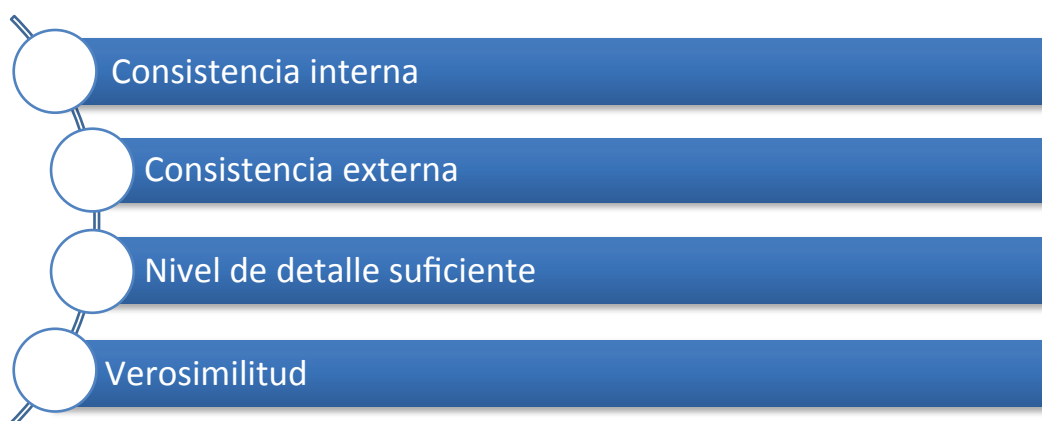 Consistencia interna
Consistencia externa
Nivel de detalle suficiente
Verosimilitud